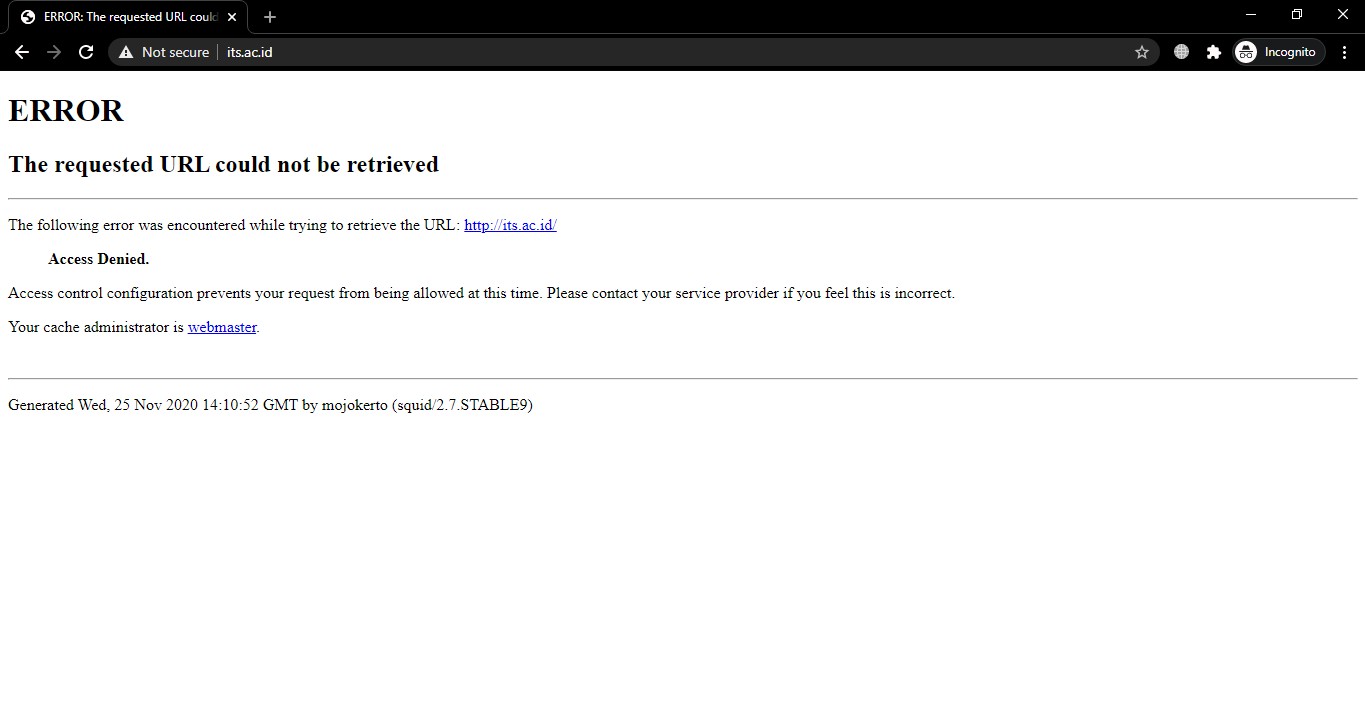 ERROR: The requested URL could
Not secure
its.ac.id
Incognito
ERROR
The requested URL could not be retrieved
The following error was encountered while trying to retrieve the URL: http://its.ac.id/
Access Denied.
Access control configuration prevents your request from being allowed at this time. Please contact your service provider if you feel this is incorrect.
Your cache administrator is webmaster.
Generated Wed, 25 Nov 2020 14:10:52 GMT by mojokerto (squid/2.7.STABLE9)